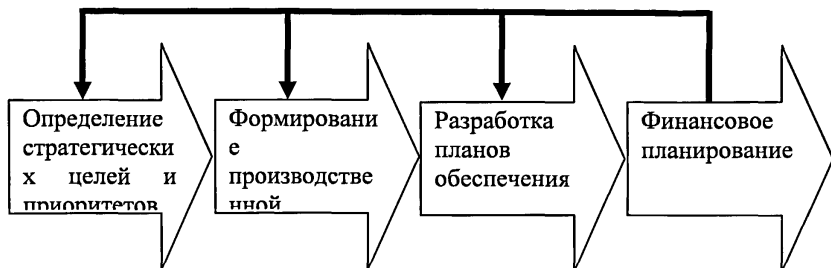 Определение
стратегически
х целей и
приоритетов
Формировани
е
производстве
нной
Разработка
планов
обеспечения
Финансовое
планирование